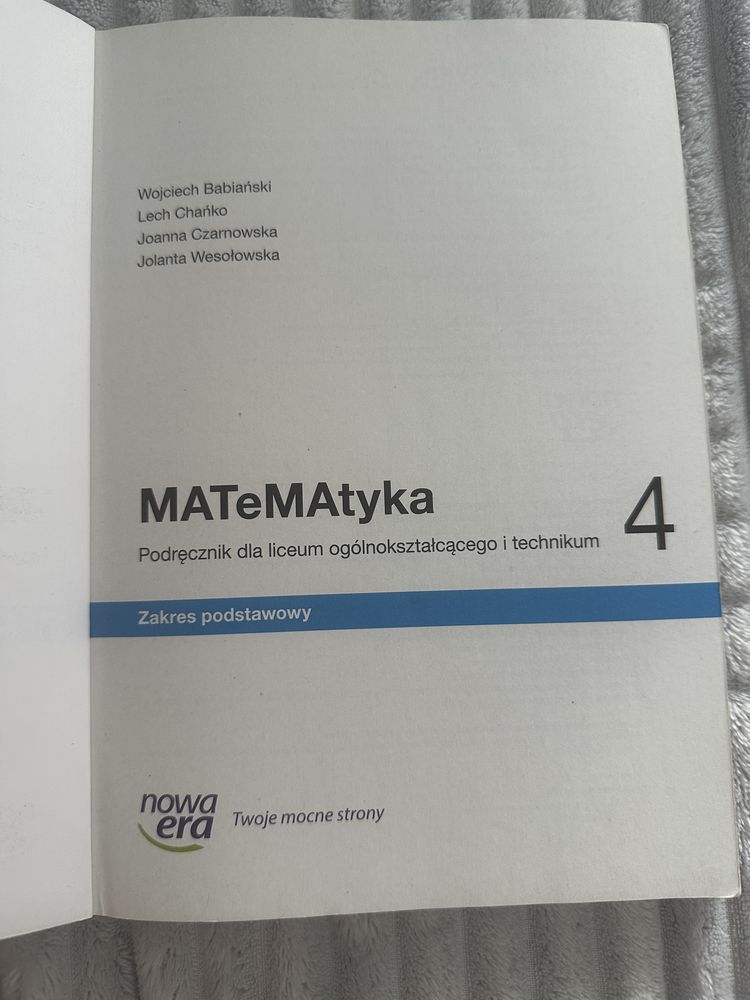 Wojciech Babiański
Lech Chańko
Joanna Czarnowska
Jolanta Wesołowska
MATeMAtyka 4
Podręcznik dla liceum ogólnokształcącego i technikum
Zakres podstawowy
nowa
era
Twoje mocne strony